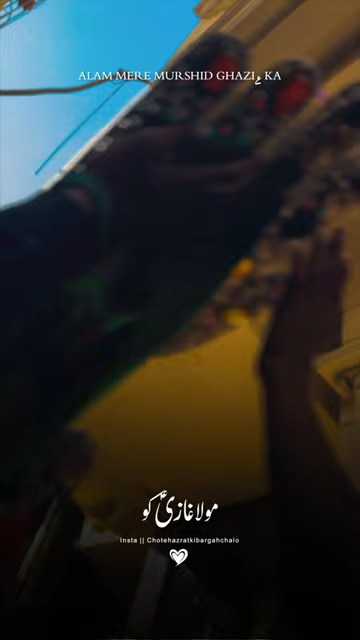 ALAM MERE MURSHID GHAZI ع KA
مولا غازیؑ کو
Insta || Chotehazratkibargahchalo